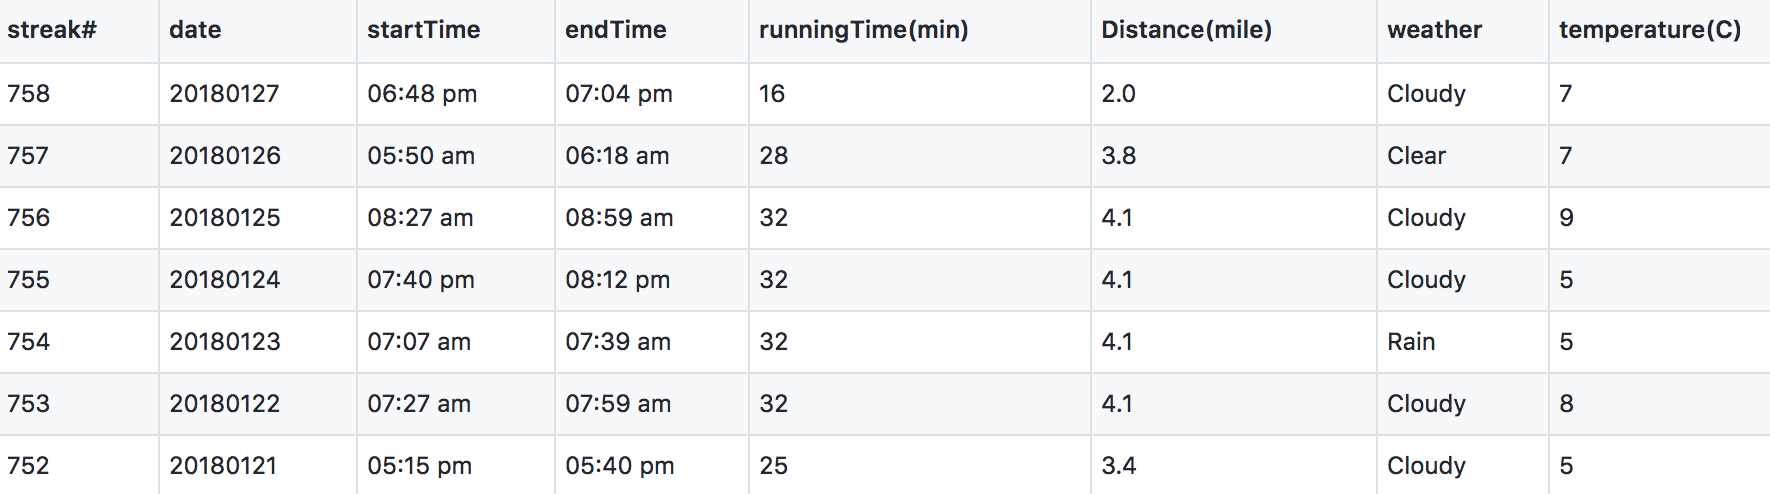 streak# date startTime endTime runningTime(min) Distance(mile) weather temperature(C)
758 20180127 06:48 pm 07:04 pm 16 2.0 Cloudy 7
757 20180126 05:50 am 06:18 am 28 3.8 Clear 7
756 20180125 08:27 am 08:59 am 32 4.1 Cloudy 9
755 20180124 07:40 pm 08:12 pm 32 4.1 Cloudy 5
754 20180123 07:07 am 07:39 am 32 4.1 Rain 5
753 20180122 07:27 am 07:59 am 32 4.1 Cloudy 8
752 20180121 05:15 pm 05:40 pm 25 3.4 Cloudy 5